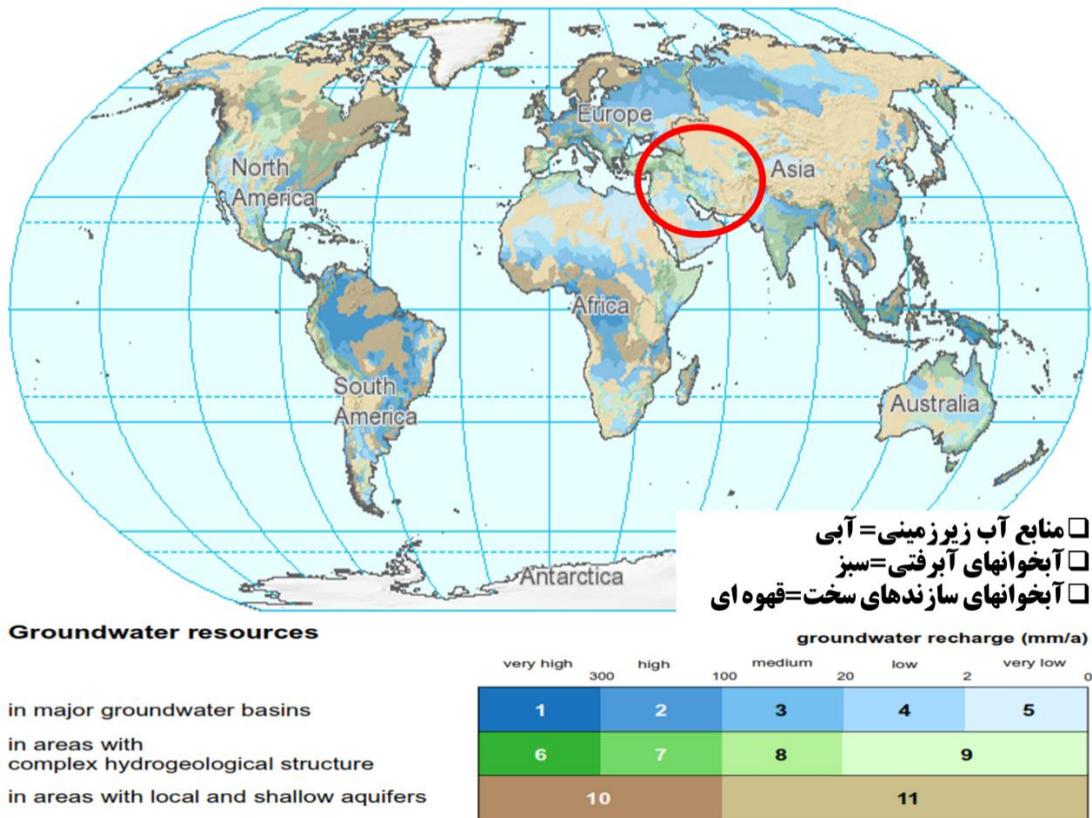 Europe
North
America
Asia
Africa
South
America
Australia
Antarctica
❑ منابع آب زیرزمینی=آبی
❑ آبخوانهای آبرفتی=سبز
❑ آبخوانهای سازندهای سخت=قهوه ای
Groundwater resources
groundwater recharge (mm/a)
very high high medium low very low
300 100 20 2 0
in major groundwater basins 1 2 3 4 5
in areas with
complex hydrogeological structure 6 7 8 9
in areas with local and shallow aquifers 10 11